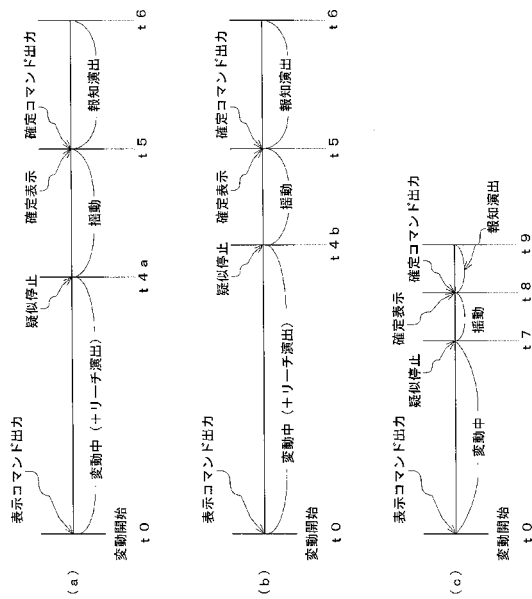 (a)
表示コマンド出力
疑似停止
確定表示
確定コマンド出力
変動中(+リーチ演出)
揺動
報知演出
変動開始
t0
t4a
t5
t6
(b)
表示コマンド出力
疑似停止
確定表示
確定コマンド出力
変動中(+リーチ演出)
揺動
報知演出
変動開始
t0
t4b
t5
t6
(c)
表示コマンド出力
疑似停止
確定表示
確定コマンド出力
変動中
揺動
報知演出
変動開始
t0
t7
t8
t9